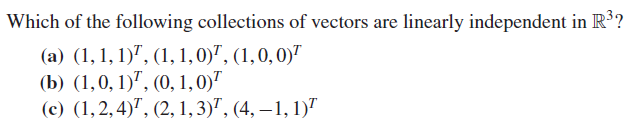 Which of the following collections of vectors are linearly independent in ℝ³?
(a) (1, 1, 1)ᵀ, (1, 1, 0)ᵀ, (1, 0, 0)ᵀ
(b) (1, 0, 1)ᵀ, (0, 1, 0)ᵀ
(c) (1, 2, 4)ᵀ, (2, 1, 3)ᵀ, (4, −1, 1)ᵀ